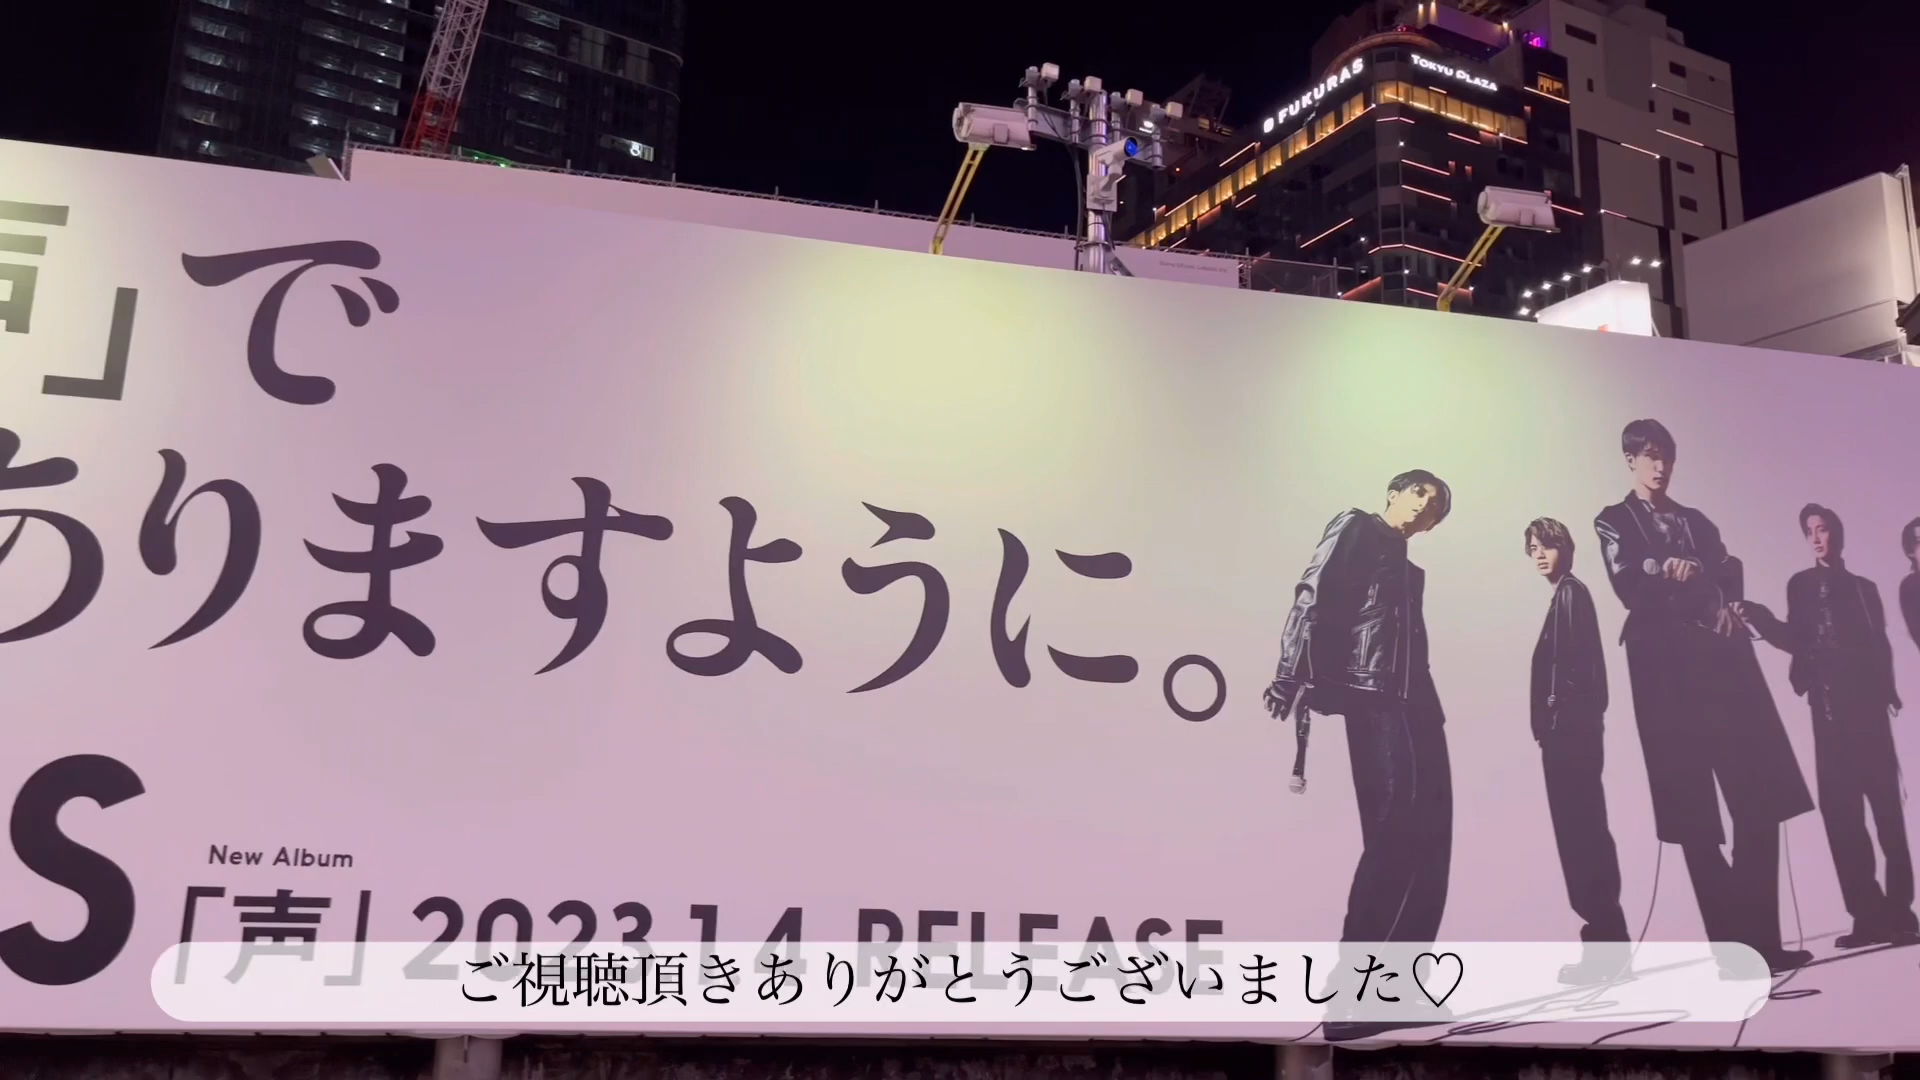 FUKURAS
TOKYU PLAZA
声」で
ありますように。
S
New Album
「声」2023.1.4 RELEASE
ご視聴頂きありがとうございました♡